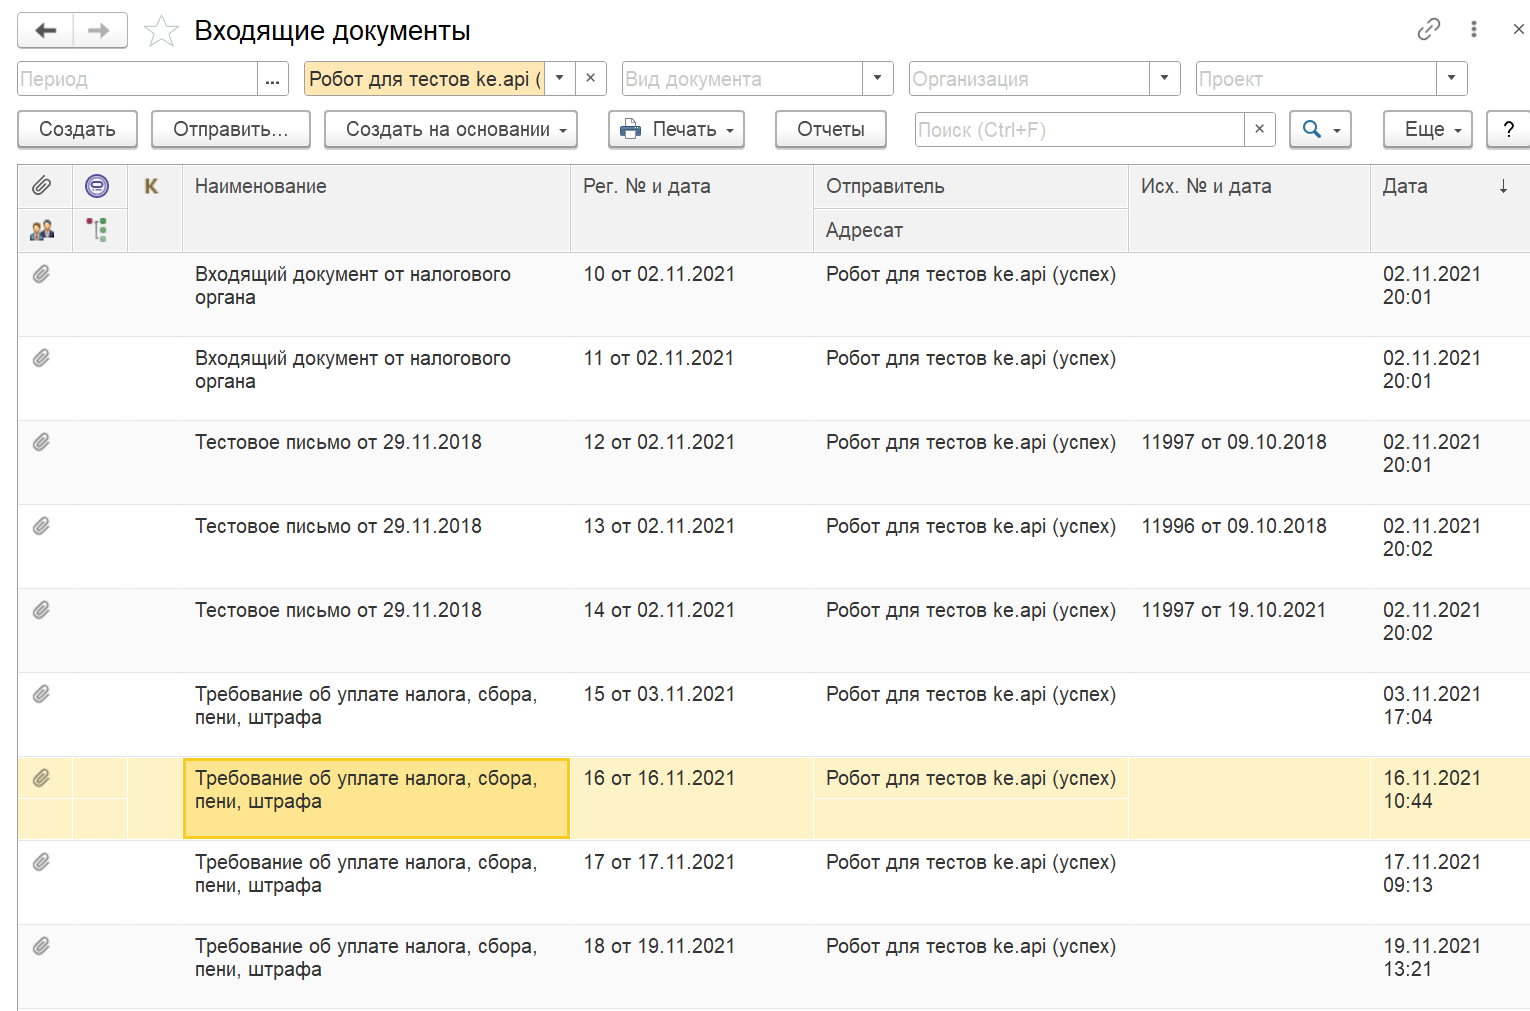 Входящие документы
Период ... Робот для тестов ke.api ( Вид документа Организация Проект
Создать Отправить... Создать на основании Печать Отчеты Поиск (Ctrl+F) Еще ?
К Наименование Рег. № и дата Отправитель Исх. № и дата Дата ↓
Адресат
Входящий документ от налогового 10 от 02.11.2021 Робот для тестов ke.api (успех) 02.11.2021
органа 20:01
Входящий документ от налогового 11 от 02.11.2021 Робот для тестов ke.api (успех) 02.11.2021
органа 20:01
Тестовое письмо от 29.11.2018 12 от 02.11.2021 Робот для тестов ke.api (успех) 11997 от 09.10.2018 02.11.2021
20:01
Тестовое письмо от 29.11.2018 13 от 02.11.2021 Робот для тестов ke.api (успех) 11996 от 09.10.2018 02.11.2021
20:02
Тестовое письмо от 29.11.2018 14 от 02.11.2021 Робот для тестов ke.api (успех) 11997 от 19.10.2021 02.11.2021
20:02
Требование об уплате налога, сбора, 15 от 03.11.2021 Робот для тестов ke.api (успех) 03.11.2021
пени, штрафа 17:04
Требование об уплате налога, сбора, 16 от 16.11.2021 Робот для тестов ke.api (успех) 16.11.2021
пени, штрафа 10:44
Требование об уплате налога, сбора, 17 от 17.11.2021 Робот для тестов ke.api (успех) 17.11.2021
пени, штрафа 09:13
Требование об уплате налога, сбора, 18 от 19.11.2021 Робот для тестов ke.api (успех) 19.11.2021
пени, штрафа 13:21